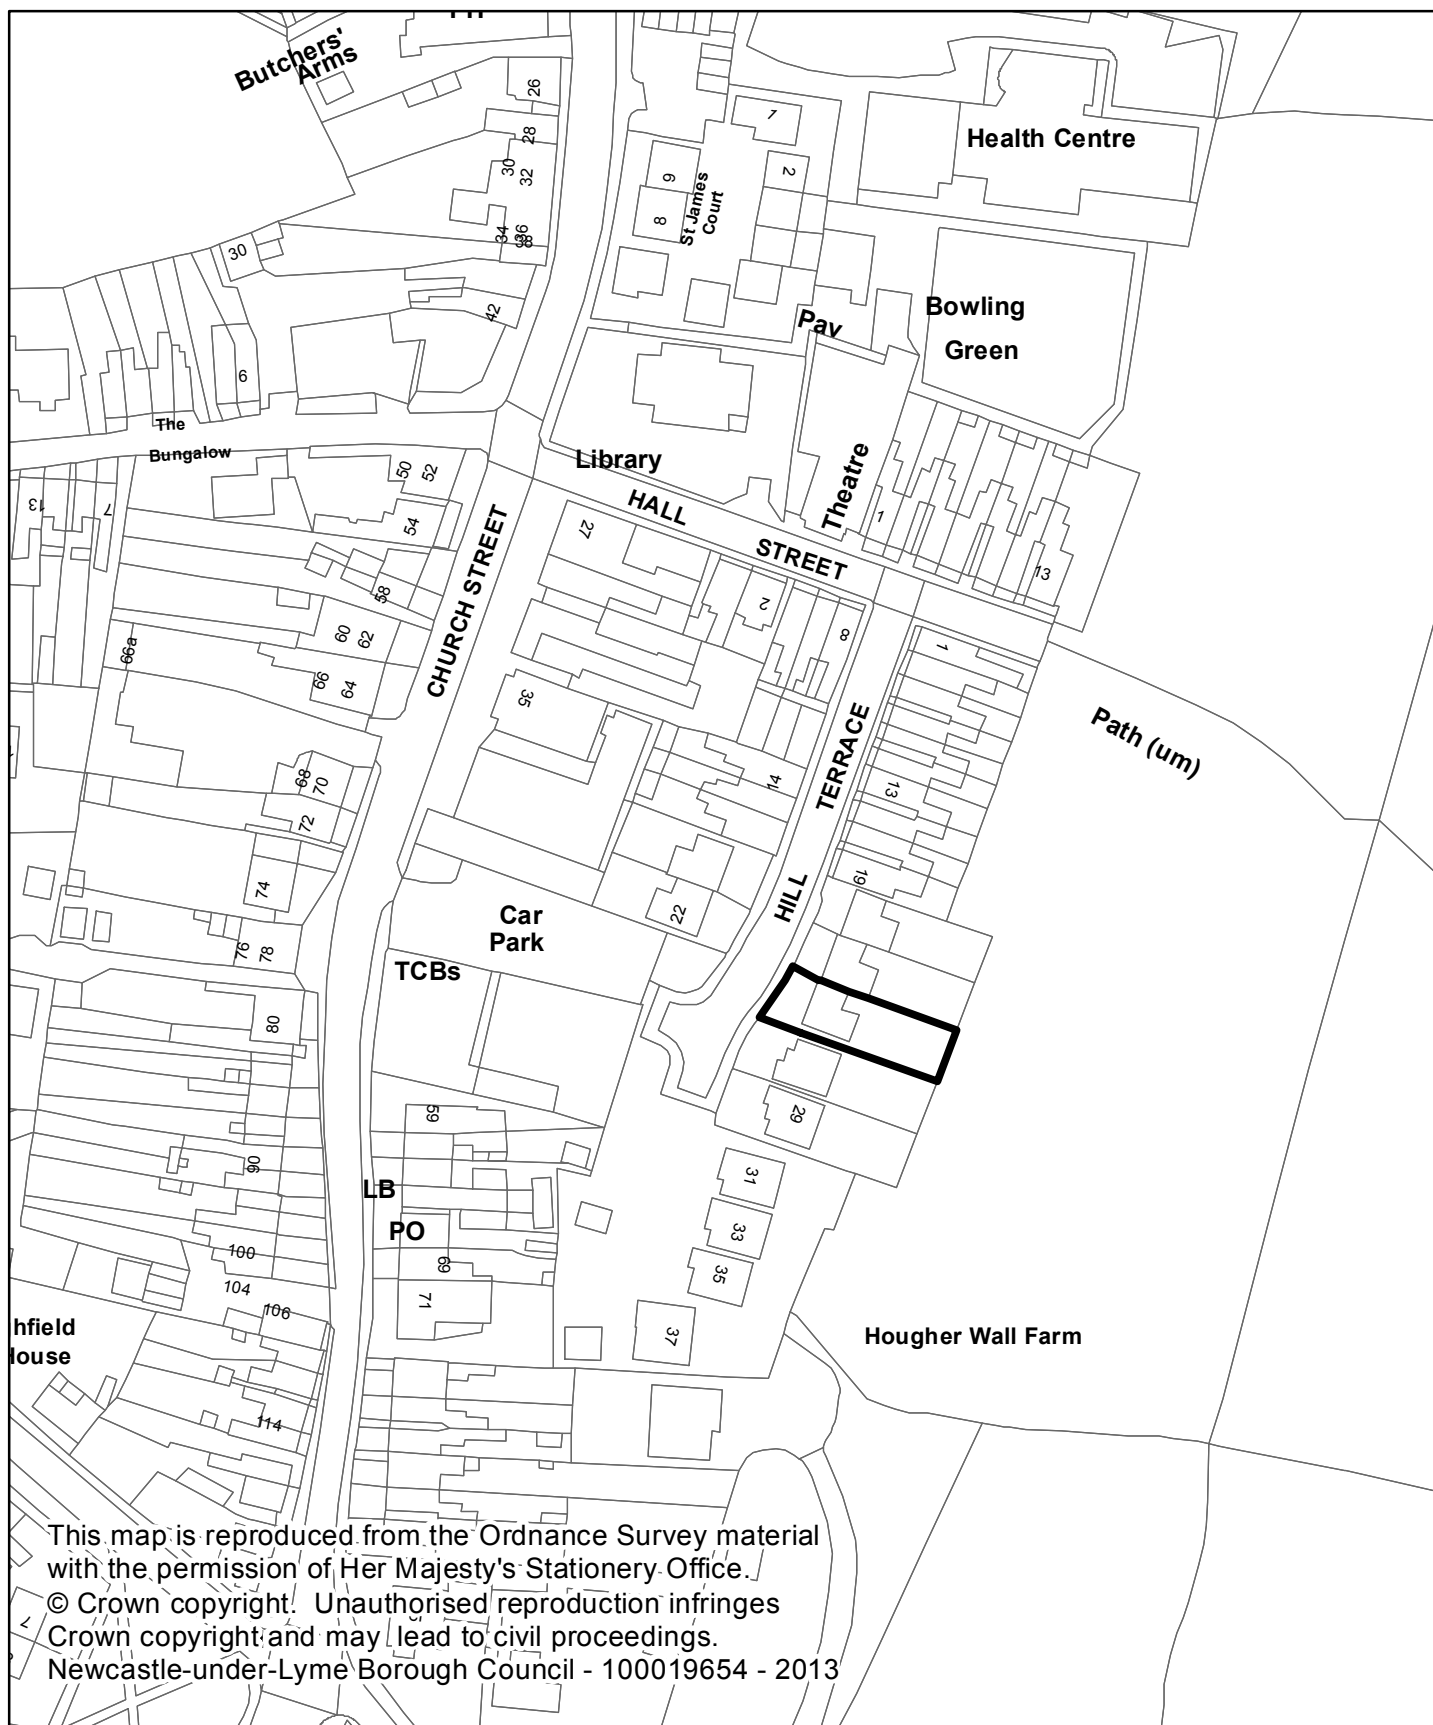 Butchers'
Arms
26
28
30
32
34
36
38
30
42
6
1
2
9
8
St James
Court
Health Centre
Bowling
Green
Pav
The
Bungalow
Library
Theatre
HALL
STREET
CHURCH STREET
50
52
54
58
60
62
66
64
66a
13
7
27
2
8
1
13
35
1
14
13
19
22
HILL
TERRACE
Path (um)
68
70
72
74
76
78
80
Car
Park
TCBs
59
90
LB
PO
69
71
100
104
106
114
29
31
33
35
37
Hougher Wall Farm
hfield
House
7
This map is reproduced from the Ordnance Survey material
with the permission of Her Majesty's Stationery Office.
© Crown copyright. Unauthorised reproduction infringes
Crown copyright and may lead to civil proceedings.
Newcastle-under-Lyme Borough Council - 100019654 - 2013